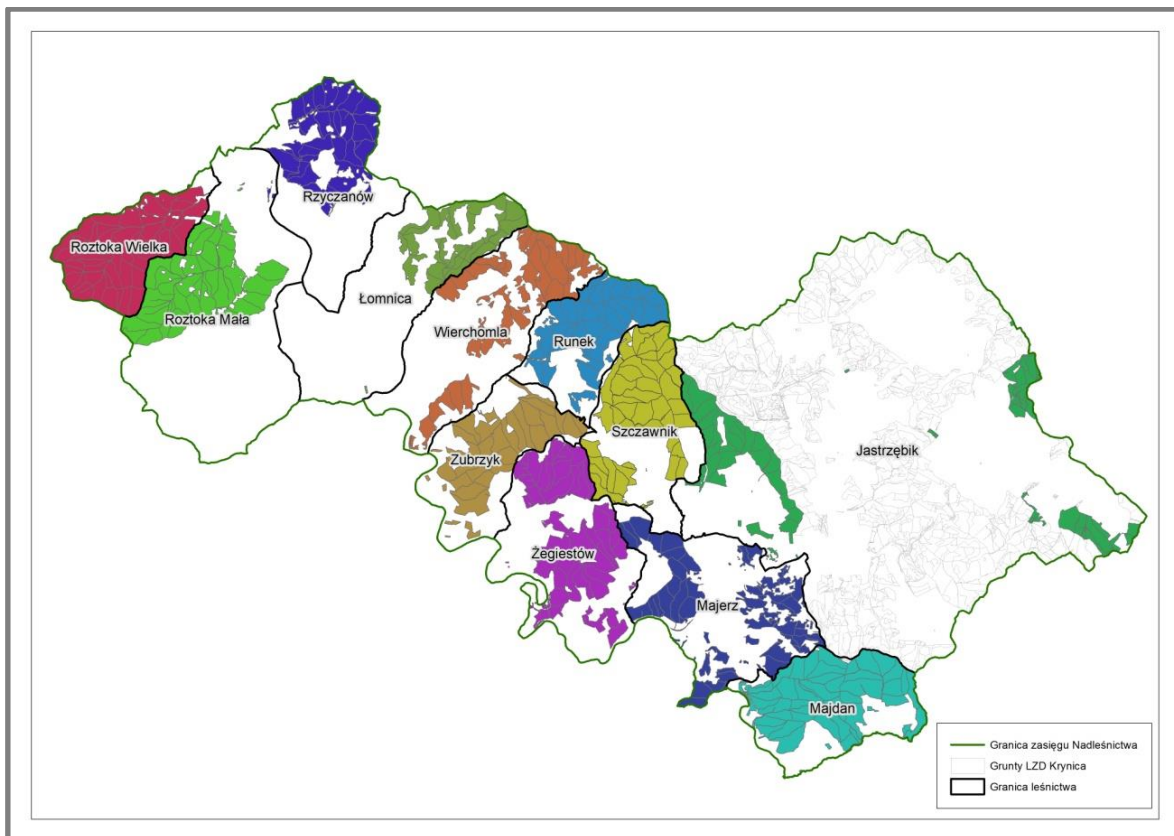 Rzyczanów
Roztoka Wielka
Roztoka Mała
Łomnica
Wierchomla
Runek
Szczawnik
Jastrzębik
Zubrzyk
Żegiestów
Majerz
Majdan
Granica zasięgu Nadleśnictwa
Grunty LZD Krynica
Granica leśnictwa